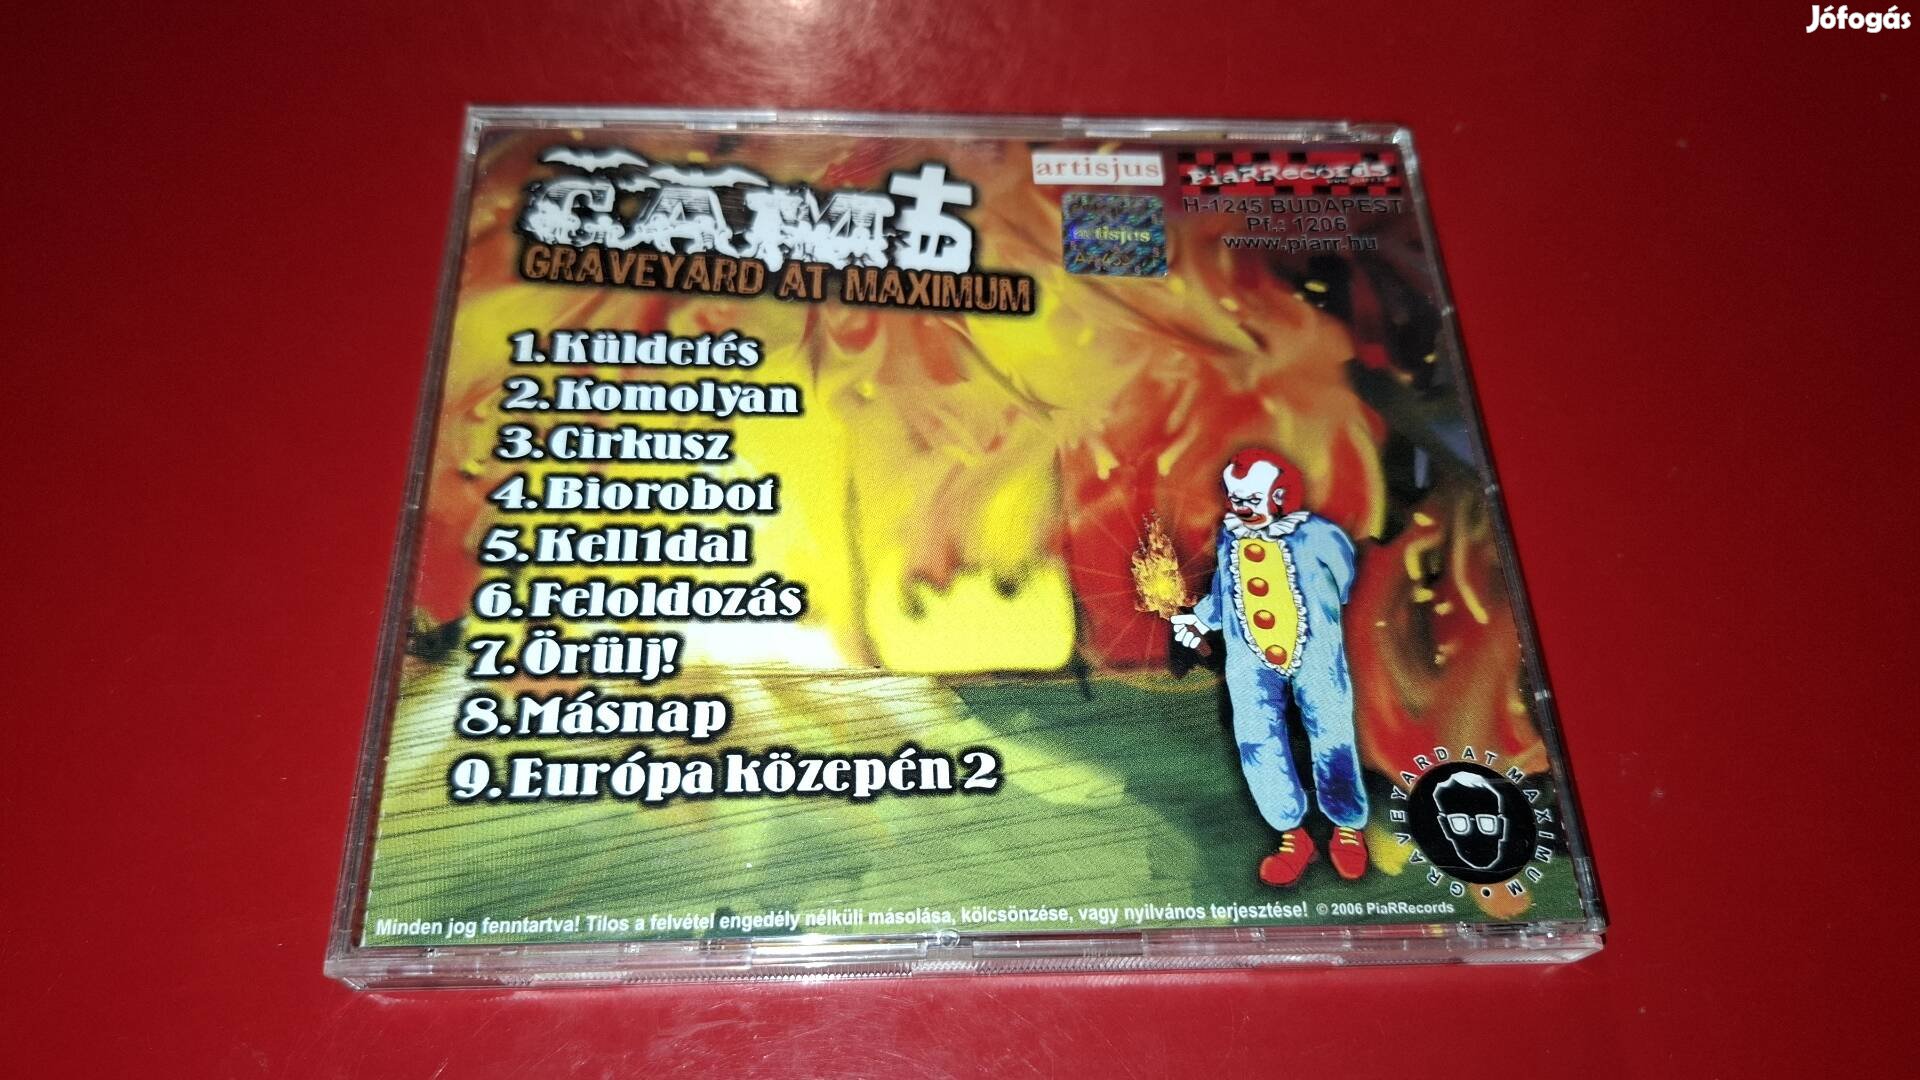 Jófogás
GAM
GRAVEYARD AT MAXIMUM
artisjus
PiaRRecords
H-1245 BUDAPEST
Pf.: 1206
www.piarr.hu
artisjus
1. Küldetés
2. Komolyan
3. Cirkusz
4. Biorobot
5. Kell1dal
6. Feloldozás
7. Örülj!
8. Másnap
9. Európa közepén 2
GRAVEYARD AT MAXIMUM •
Minden jog fenntartva! Tilos a felvétel engedély nélküli másolása, kölcsönzése, vagy nyilvános terjesztése! © 2006 PiaRRecords